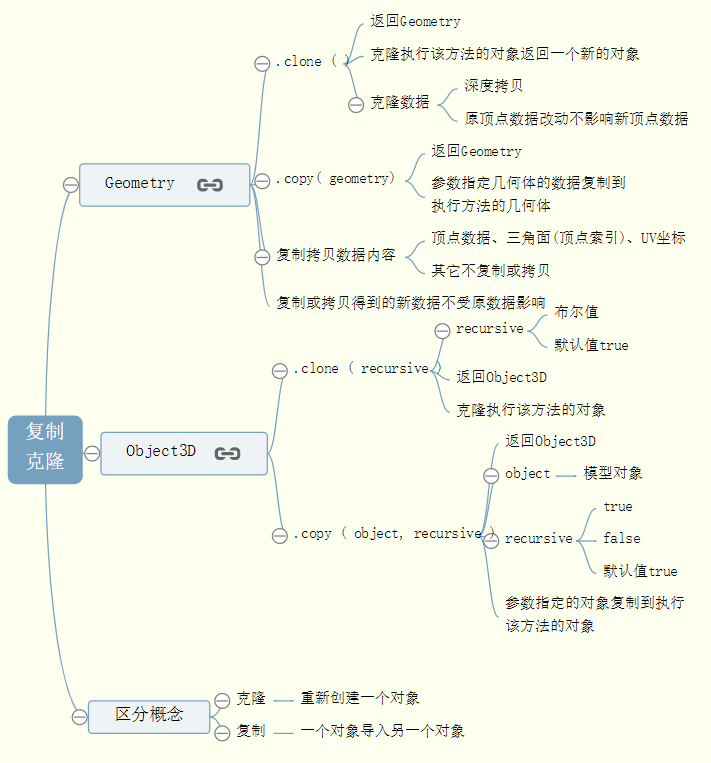 复制
克隆
Geometry
.clone ( )
返回Geometry
克隆执行该方法的对象返回一个新的对象
克隆数据
深度拷贝
原顶点数据改动不影响新顶点数据
.copy( geometry)
返回Geometry
参数指定几何体的数据复制到
执行方法的几何体
复制拷贝数据内容
顶点数据、三角面(顶点索引)、UV坐标
其它不复制或拷贝
复制或拷贝得到的新数据不受原数据影响
Object3D
.clone ( recursive )
recursive
布尔值
默认值true
返回Object3D
克隆执行该方法的对象
.copy ( object, recursive )
返回Object3D
object
模型对象
recursive
true
false
默认值true
参数指定的对象复制到执行
该方法的对象
区分概念
克隆
重新创建一个对象
复制
一个对象导入另一个对象